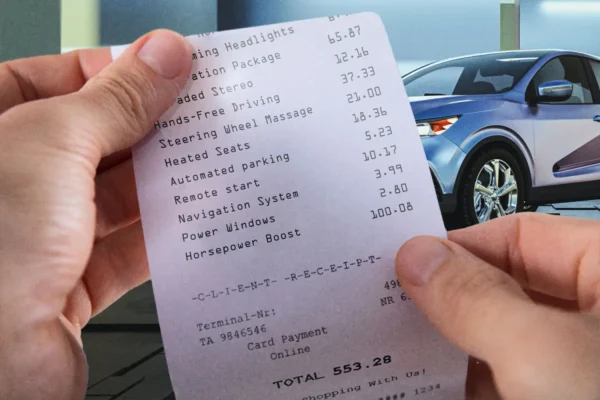 ming Headlights
ation Package 65.87
aded Stereo 12.16
Hands-Free Driving 37.33
Steering Wheel Massage 21.00
Heated Seats 18.36
Automated parking 5.23
Remote start 10.17
Navigation System 3.99
Power Windows 2.80
Horsepower Boost 100.08
-C-L-I-E-N-T- -R-E-C-E-I-P-T-
Terminal-Nr:
TA 9846546 NR
Card Payment
Online
TOTAL 553.28
hopping With Us!
#### 1234